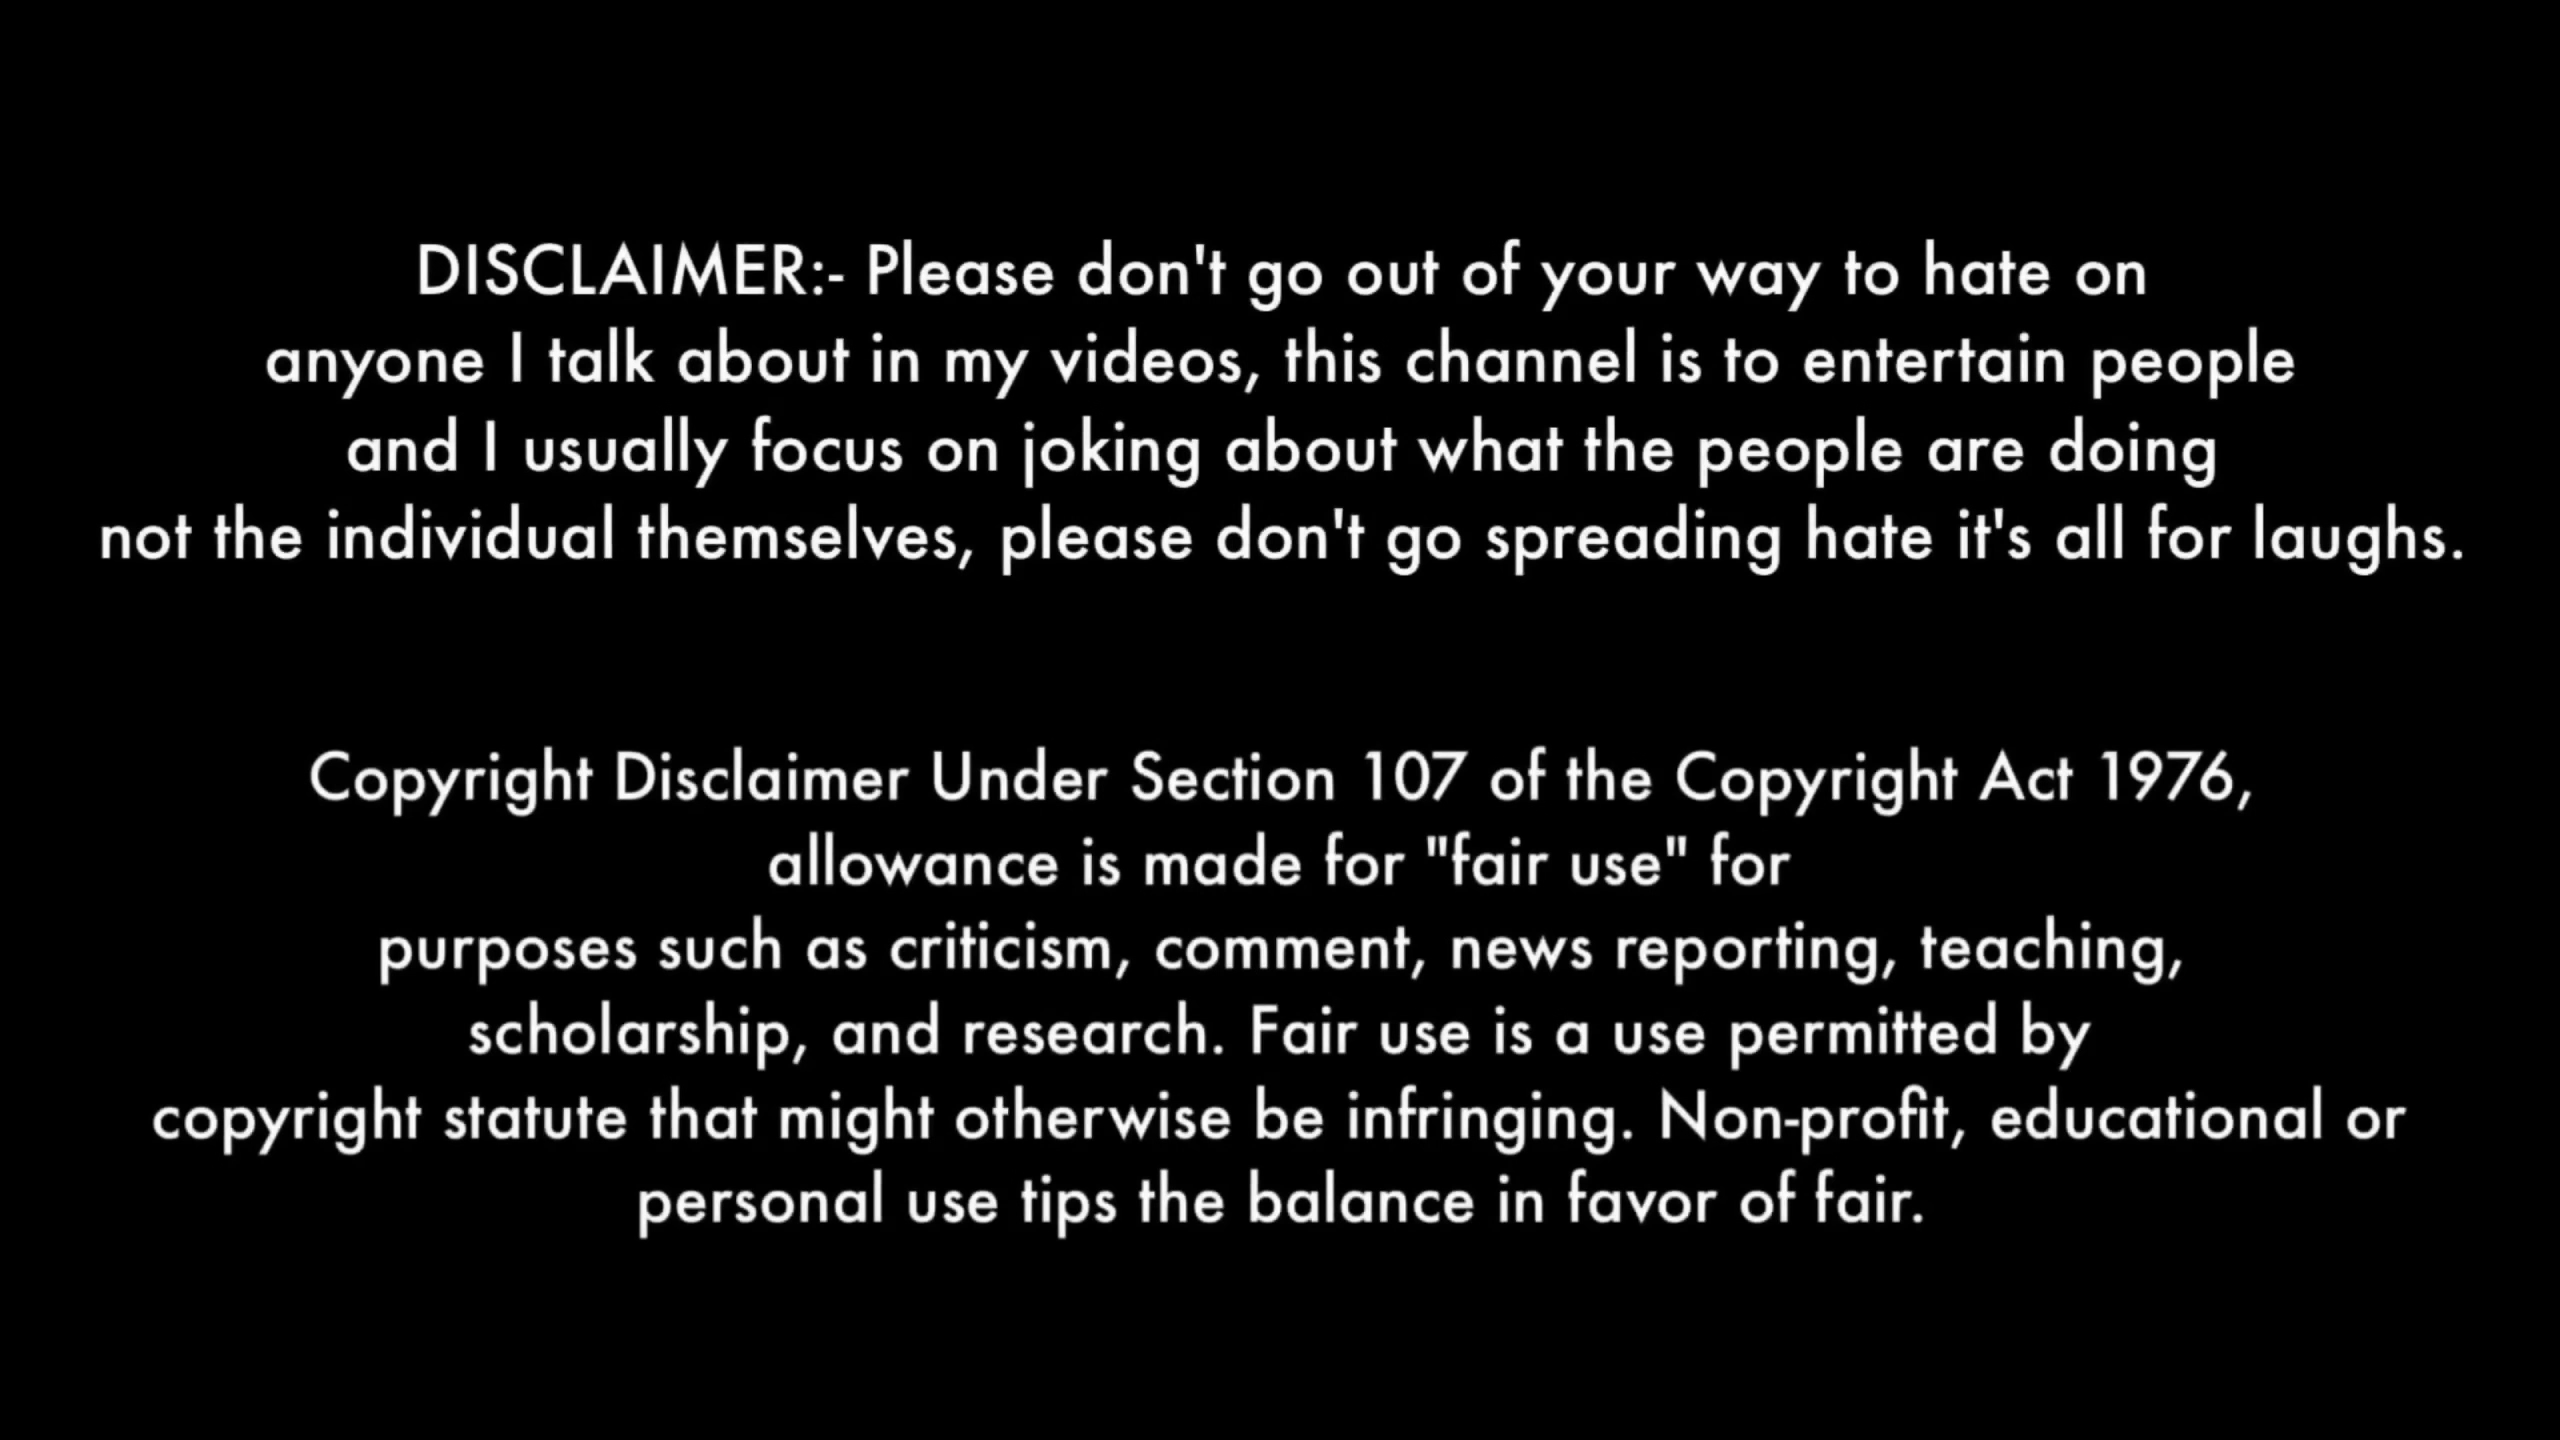 DISCLAIMER:- Please don't go out of your way to hate on
anyone I talk about in my videos, this channel is to entertain people
and I usually focus on joking about what the people are doing
not the individual themselves, please don't go spreading hate it's all for laughs.
Copyright Disclaimer Under Section 107 of the Copyright Act 1976,
allowance is made for "fair use" for
purposes such as criticism, comment, news reporting, teaching,
scholarship, and research. Fair use is a use permitted by
copyright statute that might otherwise be infringing. Non-profit, educational or
personal use tips the balance in favor of fair.